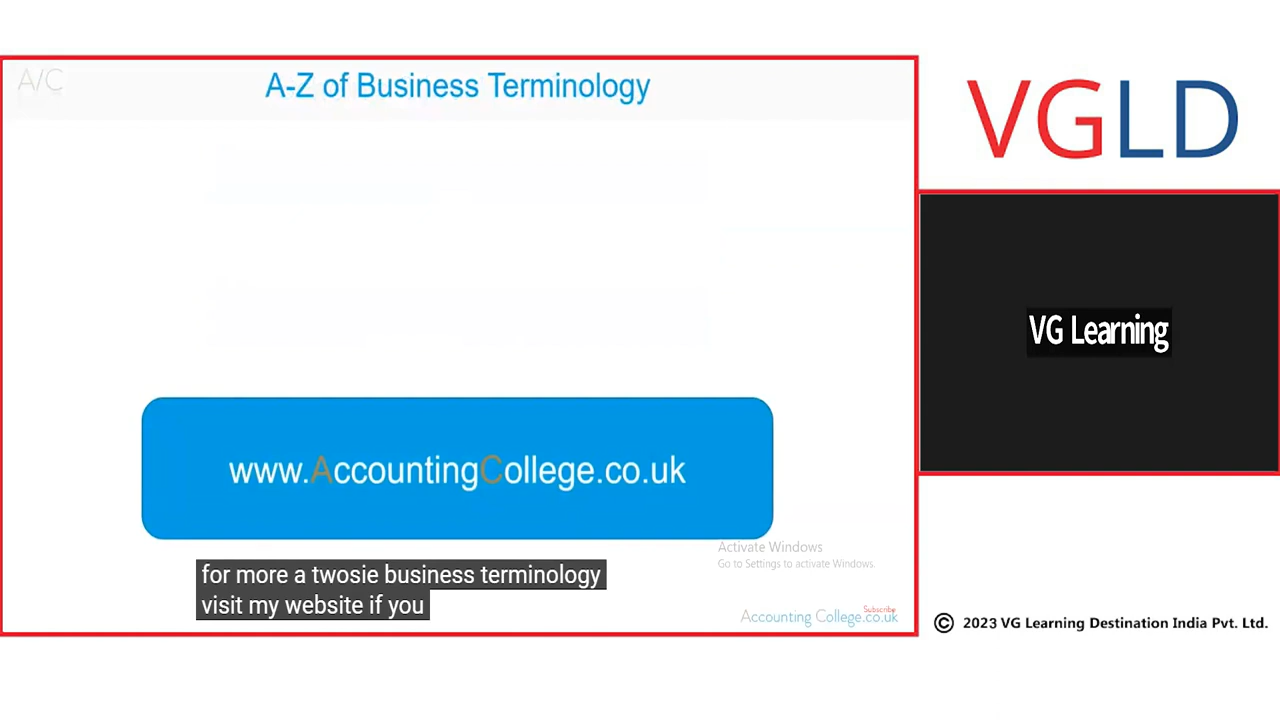 A/C
A-Z of Business Terminology
www.AccountingCollege.co.uk
for more a twosie business terminology
visit my website if you
Activate Windows
Go to Settings to activate Windows.
Subscribe
Accounting College.co.uk
VGLD
VG Learning
© 2023 VG Learning Destination India Pvt. Ltd.